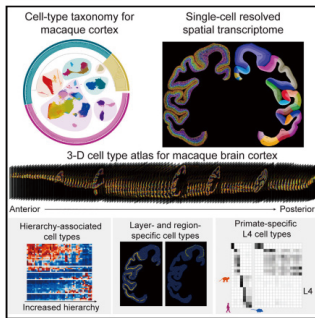 Cell-type taxonomy for
macaque cortex
Single-cell resolved
spatial transcriptome
3-D cell type atlas for macaque brain cortex
Anterior
Posterior
Hierarchy-associated
cell types
Increased hierarchy
Layer- and region-
specific cell types
Primate-specific
L4 cell types
L4